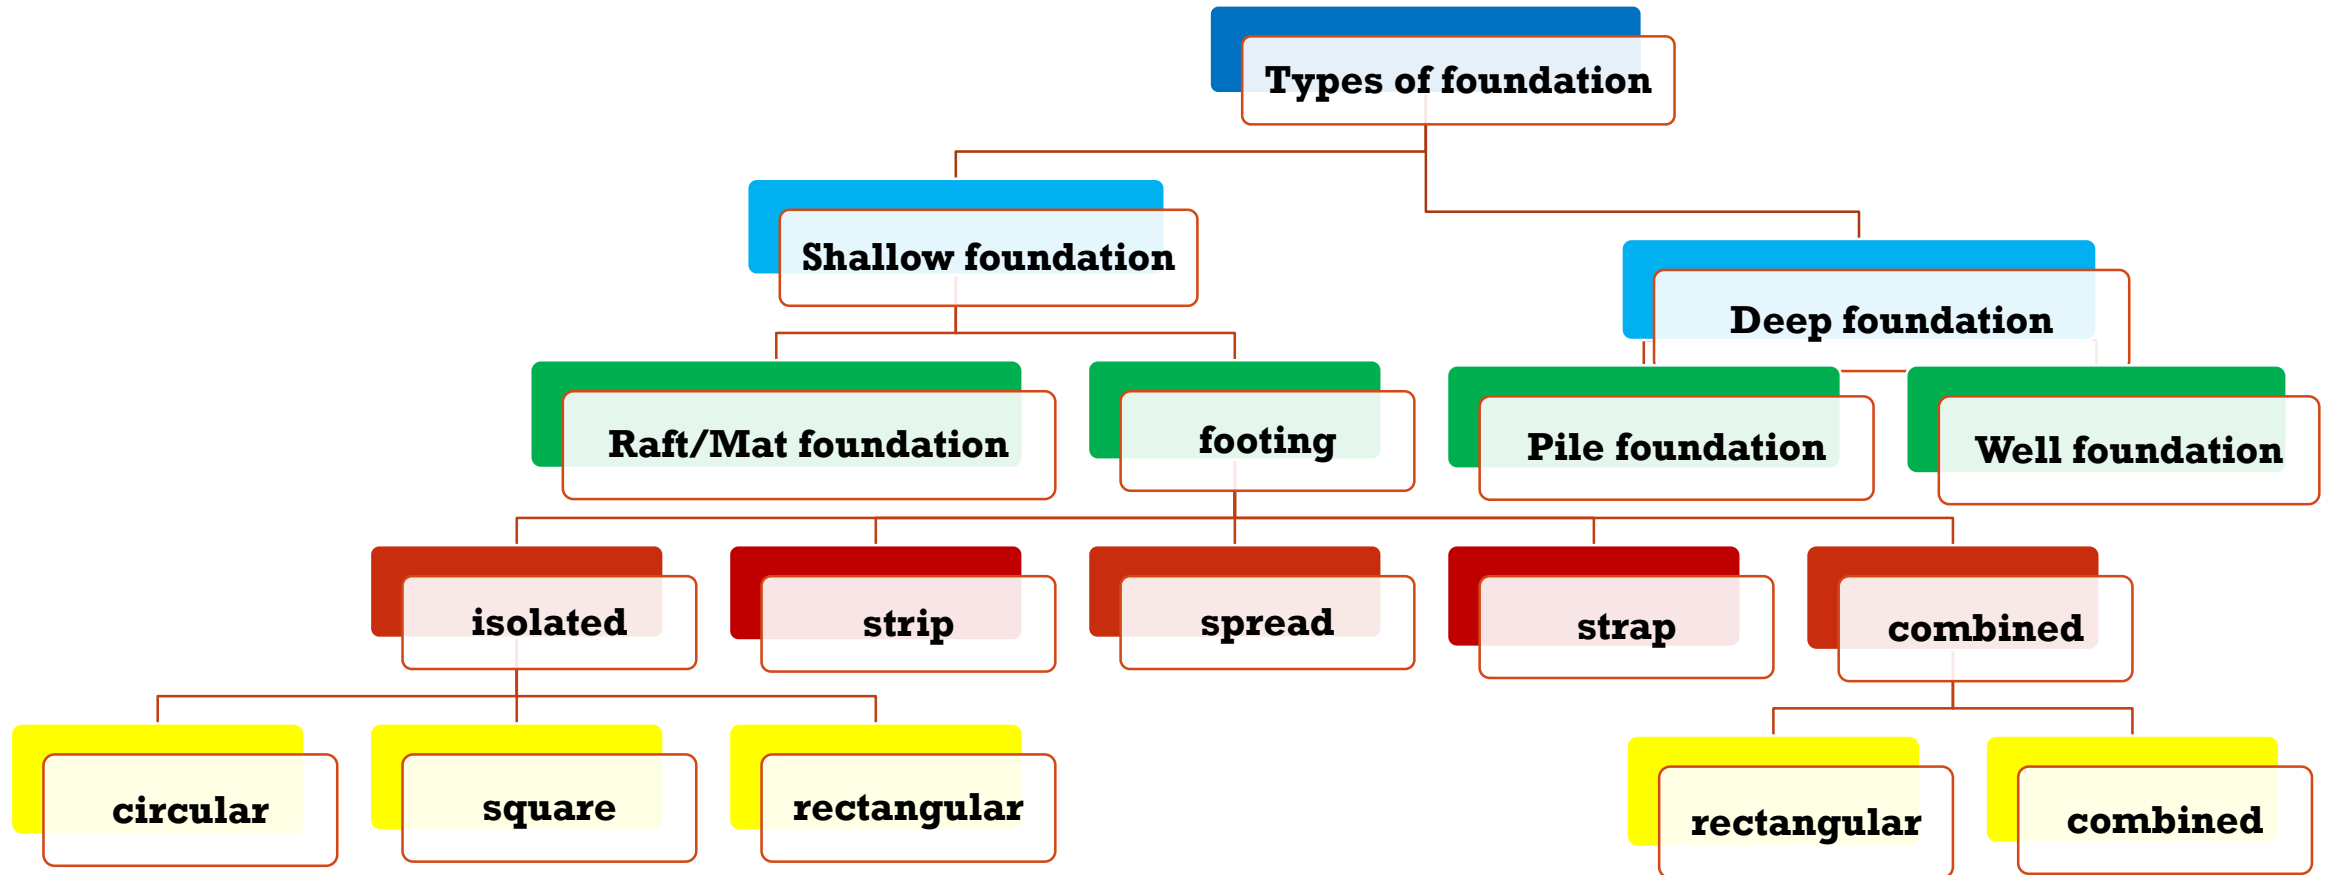 Types of foundation
Shallow foundation
Deep foundation
Raft/Mat foundation
footing
Pile foundation
Well foundation
isolated
strip
spread
strap
combined
circular
square
rectangular
rectangular
combined